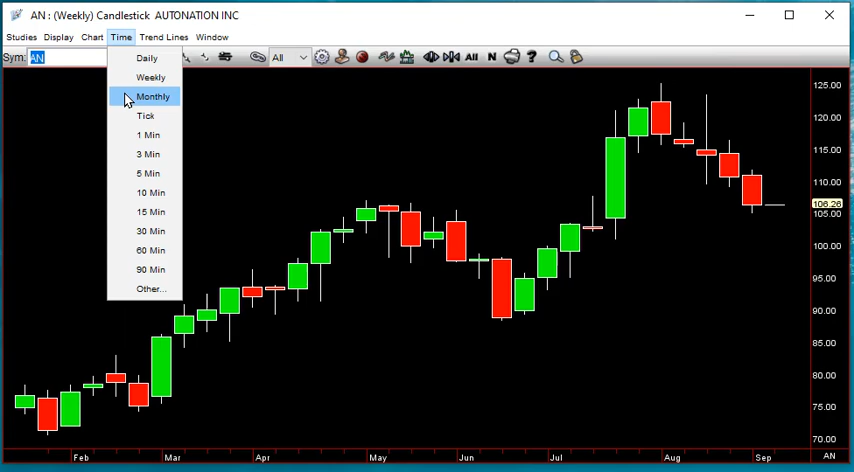 AN : (Weekly) Candlestick AUTONATION INC
Studies Display Chart Time Trend Lines Window
Sym: AN All All N ?
Daily
Weekly
Monthly
Tick
1 Min
3 Min
5 Min
10 Min
15 Min
30 Min
60 Min
90 Min
Other...
125.00
120.00
115.00
110.00
106.26
105.00
100.00
95.00
90.00
85.00
80.00
75.00
70.00
Feb Mar Apr May Jun Jul Aug Sep AN